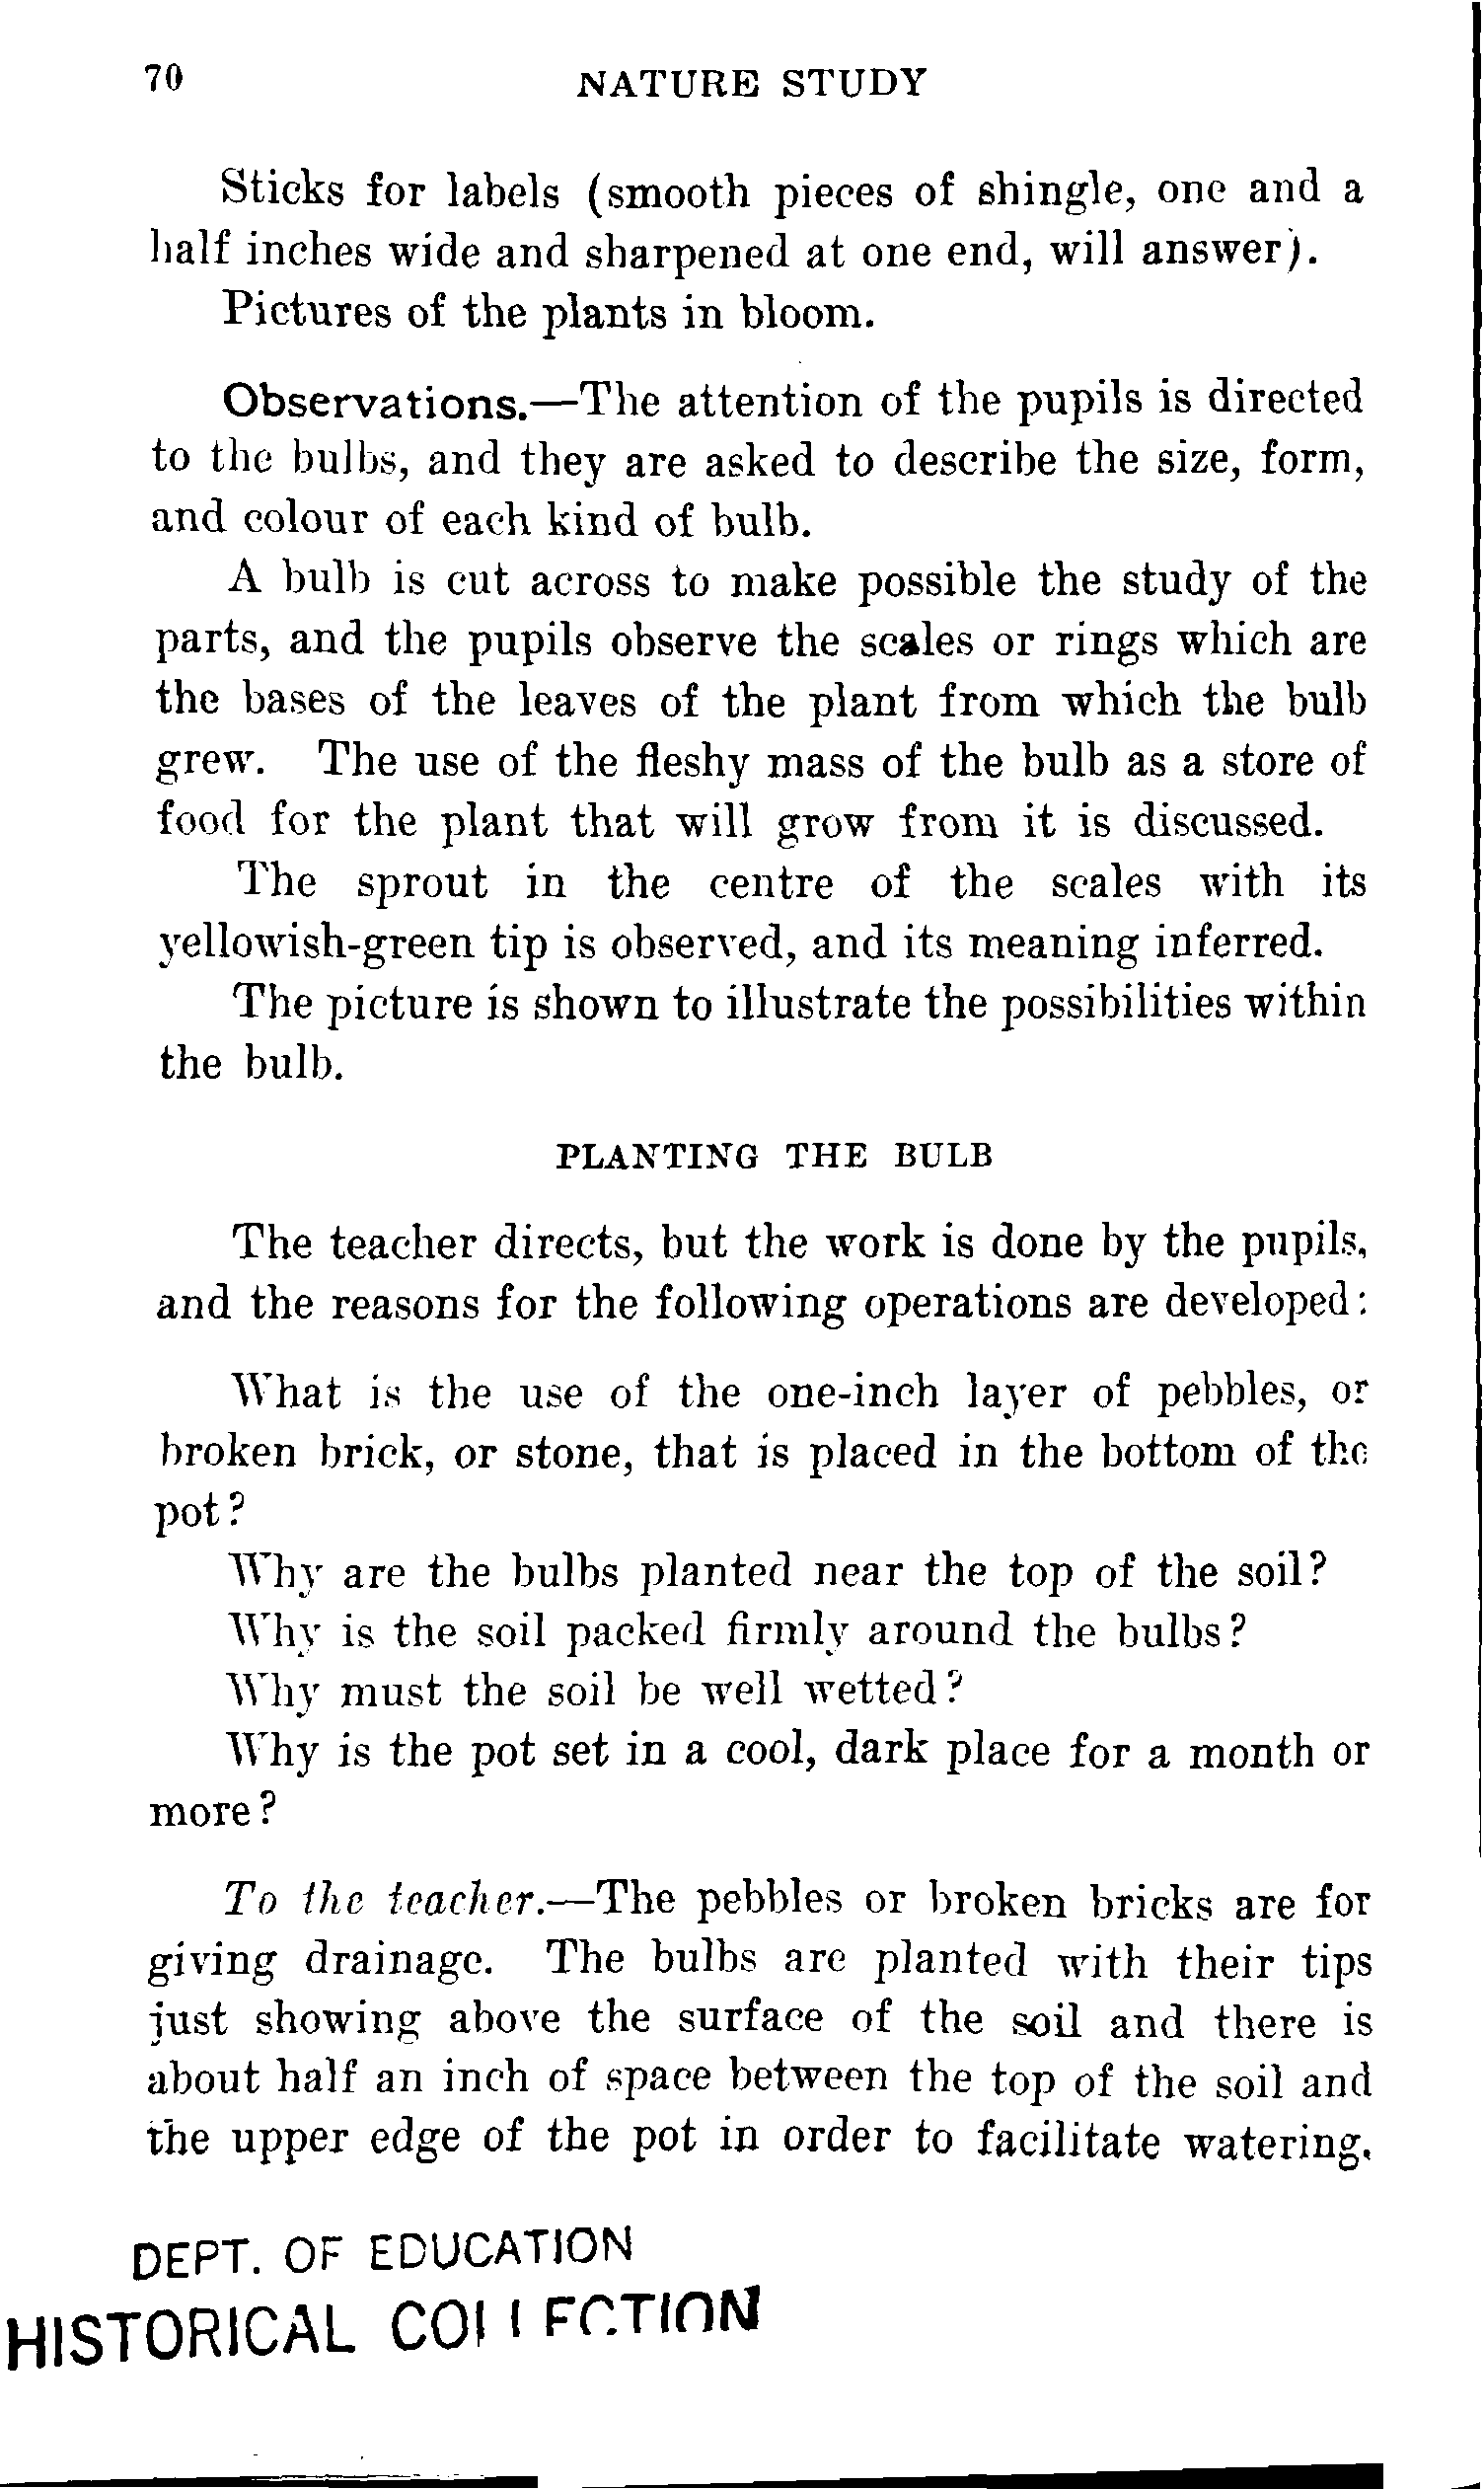 70 NATURE STUDY
Sticks for labels (smooth pieces of shingle, one and a
half inches wide and sharpened at one end, will answer).
Pictures of the plants in bloom.
Observations.—The attention of the pupils is directed
to the bulbs, and they are asked to describe the size, form,
and colour of each kind of bulb.
A bulb is cut across to make possible the study of the
parts, and the pupils observe the scales or rings which are
the bases of the leaves of the plant from which the bulb
grew. The use of the fleshy mass of the bulb as a store of
food for the plant that will grow from it is discussed.
The sprout in the centre of the scales with its
yellowish-green tip is observed, and its meaning inferred.
The picture is shown to illustrate the possibilities within
the bulb.
PLANTING THE BULB
The teacher directs, but the work is done by the pupils,
and the reasons for the following operations are developed:
What is the use of the one-inch layer of pebbles, or
broken brick, or stone, that is placed in the bottom of the
pot?
Why are the bulbs planted near the top of the soil?
Why is the soil packed firmly around the bulbs?
Why must the soil be well wetted?
Why is the pot set in a cool, dark place for a month or
more?
To the teacher.—The pebbles or broken bricks are for
giving drainage. The bulbs are planted with their tips
just showing above the surface of the soil and there is
about half an inch of space between the top of the soil and
the upper edge of the pot in order to facilitate watering.
DEPT. OF EDUCATION
HISTORICAL COLLECTION